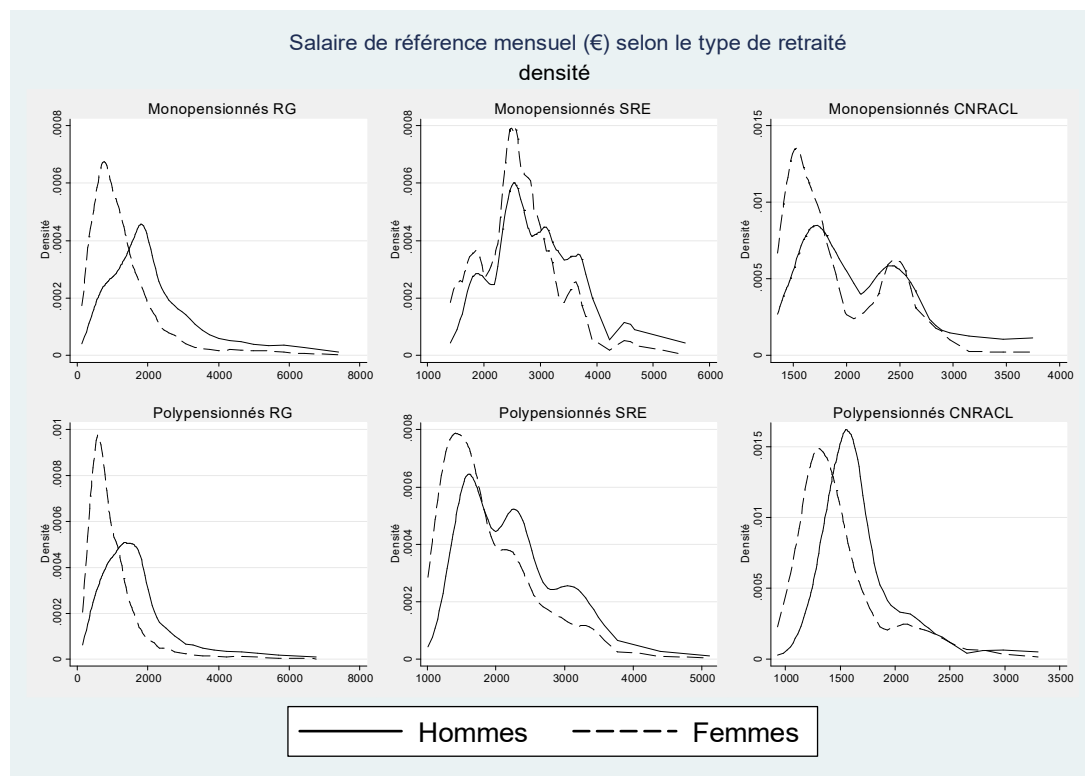 Salaire de référence mensuel (€) selon le type de retraité
densité
Monopensionnés RG
Densité
0 .0002 .0004 .0006 .0008
0 2000 4000 6000 8000
Monopensionnés SRE
Densité
0 .0002 .0004 .0006 .0008
1000 2000 3000 4000 5000 6000
Monopensionnés CNRACL
Densité
0 .0005 .001 .0015
1500 2000 2500 3000 3500 4000
Polypensionnés RG
Densité
0 .0002 .0004 .0006 .0008 .001
0 2000 4000 6000 8000
Polypensionnés SRE
Densité
0 .0002 .0004 .0006 .0008
1000 2000 3000 4000 5000
Polypensionnés CNRACL
Densité
0 .0005 .001 .0015
1000 1500 2000 2500 3000 3500
Hommes Femmes